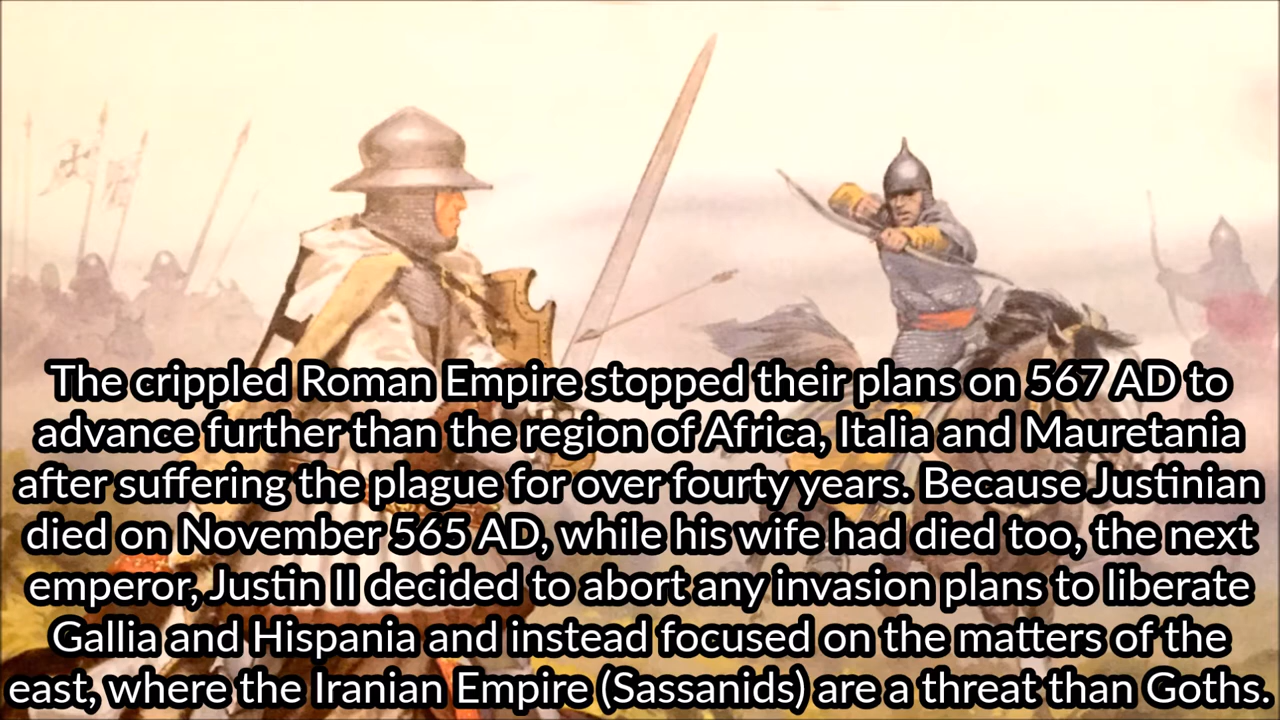 The crippled Roman Empire stopped their plans on 567 AD to
advance further than the region of Africa, Italia and Mauretania
after suffering the plague for over fourty years. Because Justinian
died on November 565 AD, while his wife had died too, the next
emperor, Justin II decided to abort any invasion plans to liberate
Gallia and Hispania and instead focused on the matters of the
east, where the Iranian Empire (Sassanids) are a threat than Goths.